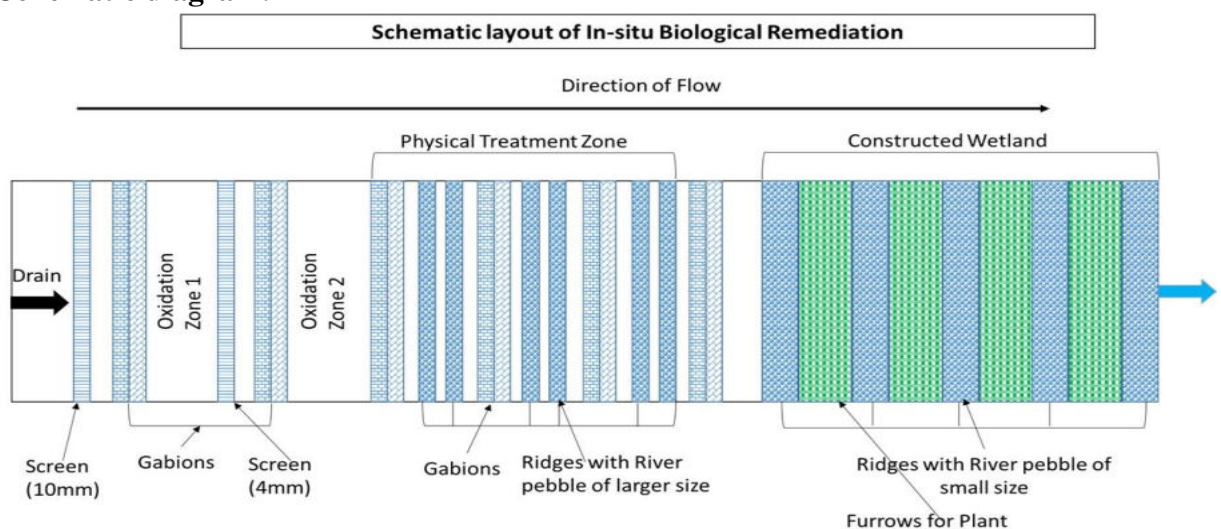 Schematic diagram:
Schematic layout of In-situ Biological Remediation
Direction of Flow
Physical Treatment Zone
Constructed Wetland
Drain
Oxidation
Zone 1
Oxidation
Zone 2
Screen
(10mm)
Gabions
Screen
(4mm)
Gabions
Ridges with River
pebble of larger size
Ridges with River pebble of
small size
Furrows for Plant